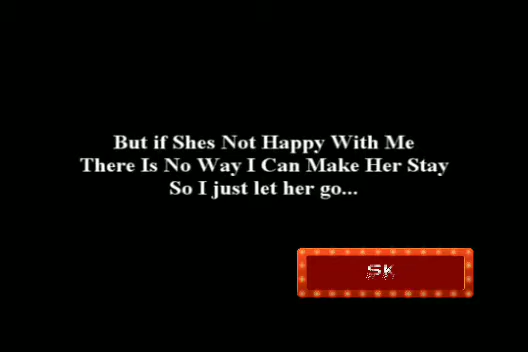 But if Shes Not Happy With Me
There Is No Way I Can Make Her Stay
So I just let her go...
SK